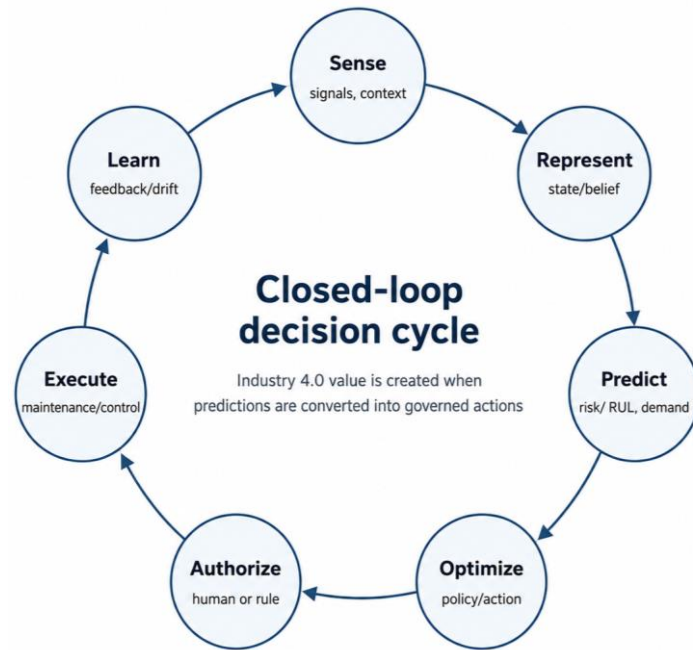 Sense
signals, context
Represent
state/belief
Predict
risk/ RUL, demand
Optimize
policy/action
Authorize
human or rule
Execute
maintenance/control
Learn
feedback/drift
Closed-loop
decision cycle
Industry 4.0 value is created when
predictions are converted into governed actions